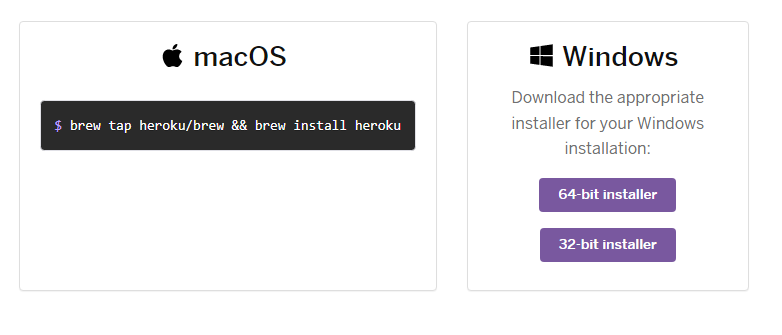 macOS
$ brew tap heroku/brew && brew install heroku
Windows
Download the appropriate
installer for your Windows
installation:
64-bit installer
32-bit installer